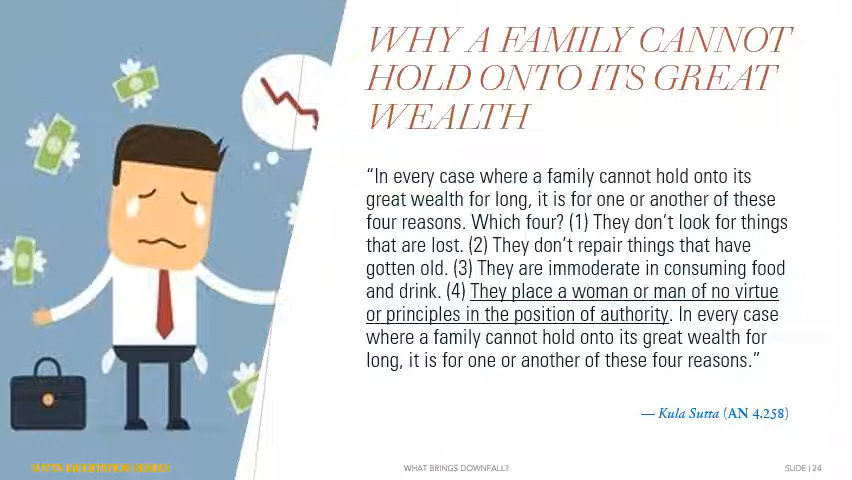 WHY A FAMILY CANNOT
HOLD ONTO ITS GREAT
WEALTH
“In every case where a family cannot hold onto its
great wealth for long, it is for one or another of these
four reasons. Which four? (1) They don’t look for things
that are lost. (2) They don’t repair things that have
gotten old. (3) They are immoderate in consuming food
and drink. (4) They place a woman or man of no virtue
or principles in the position of authority. In every case
where a family cannot hold onto its great wealth for
long, it is for one or another of these four reasons.”
— Kula Sutta (AN 4.258)
WHAT BRINGS DOWNFALL?
SLIDE | 24